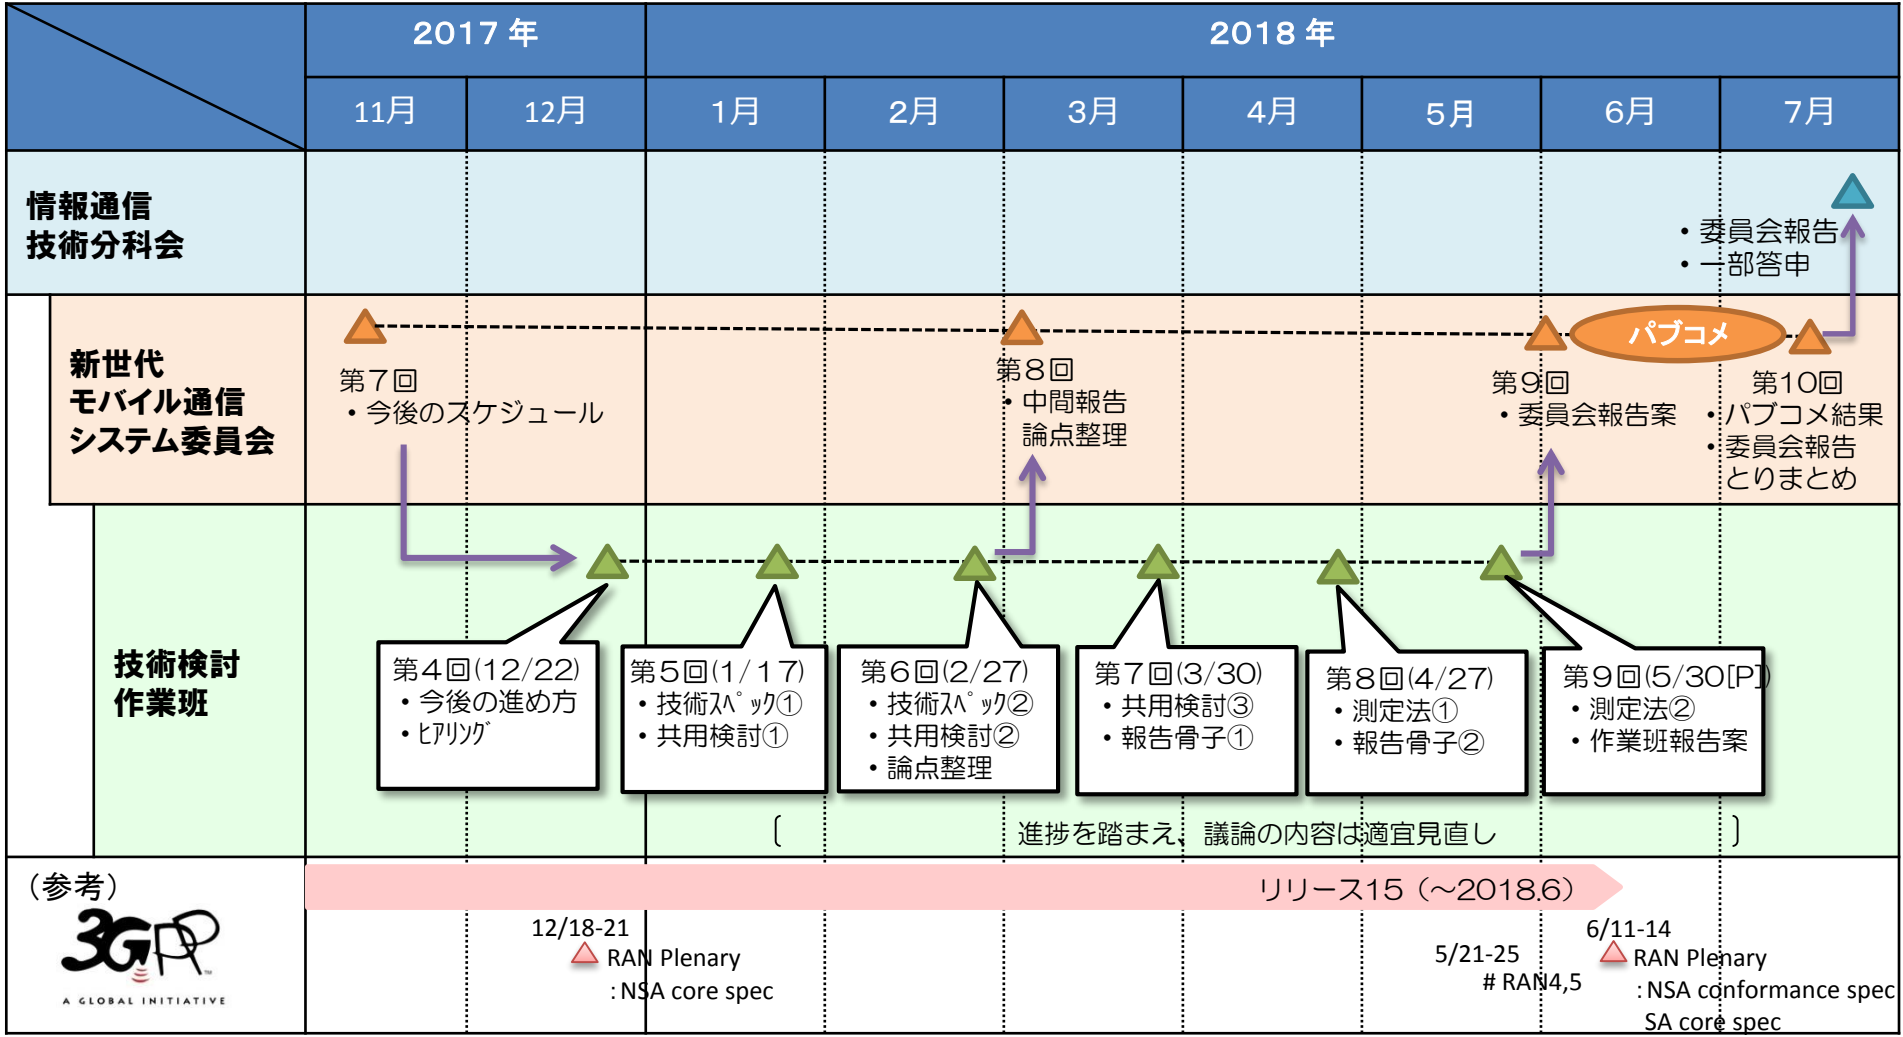 2017年
2018年
11月
12月
1月
2月
3月
4月
5月
6月
7月
情報通信
技術分科会
・委員会報告
・一部答申
新世代
モバイル通信
システム委員会
パブコメ
第7回
・今後のスケジュール
第8回
・中間報告
論点整理
第9回
・委員会報告案
第10回
・パブコメ結果
・委員会報告
とりまとめ
技術検討
作業班
第4回(12/22)
・今後の進め方
・ﾋｱﾘﾝｸﾞ
第5回(1/17)
・技術ｽﾍﾟｯｸ①
・共用検討①
第6回(2/27)
・技術ｽﾍﾟｯｸ②
・共用検討②
・論点整理
第7回(3/30)
・共用検討③
・報告骨子①
第8回(4/27)
・測定法①
・報告骨子②
第9回(5/30[P])
・測定法②
・作業班報告案
〔 進捗を踏まえ、議論の内容は適宜見直し 〕
（参考）
3GPP
TM
A GLOBAL INITIATIVE
リリース15（～2018.6）
12/18-21
RAN Plenary
:NSA core spec
5/21-25
# RAN4,5
6/11-14
RAN Plenary
:NSA conformance spec
SA core spec